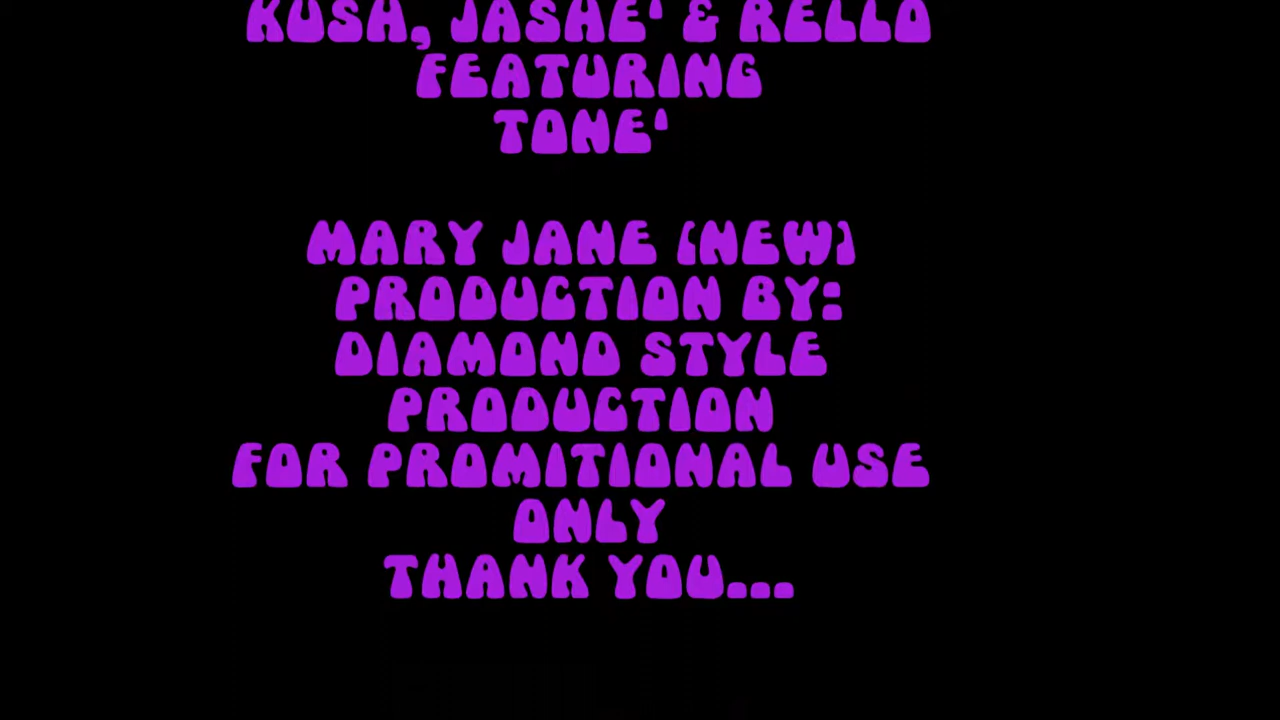 KUSH, JASHE' & RELLO
FEATURING
TONE'
MARY JANE (NEW)
PRODUCTION BY:
DIAMOND STYLE
PRODUCTION
FOR PROMITIONAL USE
ONLY
THANK YOU...